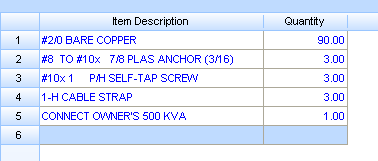 Item Description Quantity
1 #2/0 BARE COPPER 90.00
2 #8 TO #10x 7/8 PLAS ANCHOR (3/16) 3.00
3 #10x 1 P/H SELF-TAP SCREW 3.00
4 1-H CABLE STRAP 3.00
5 CONNECT OWNER'S 500 KVA 1.00
6